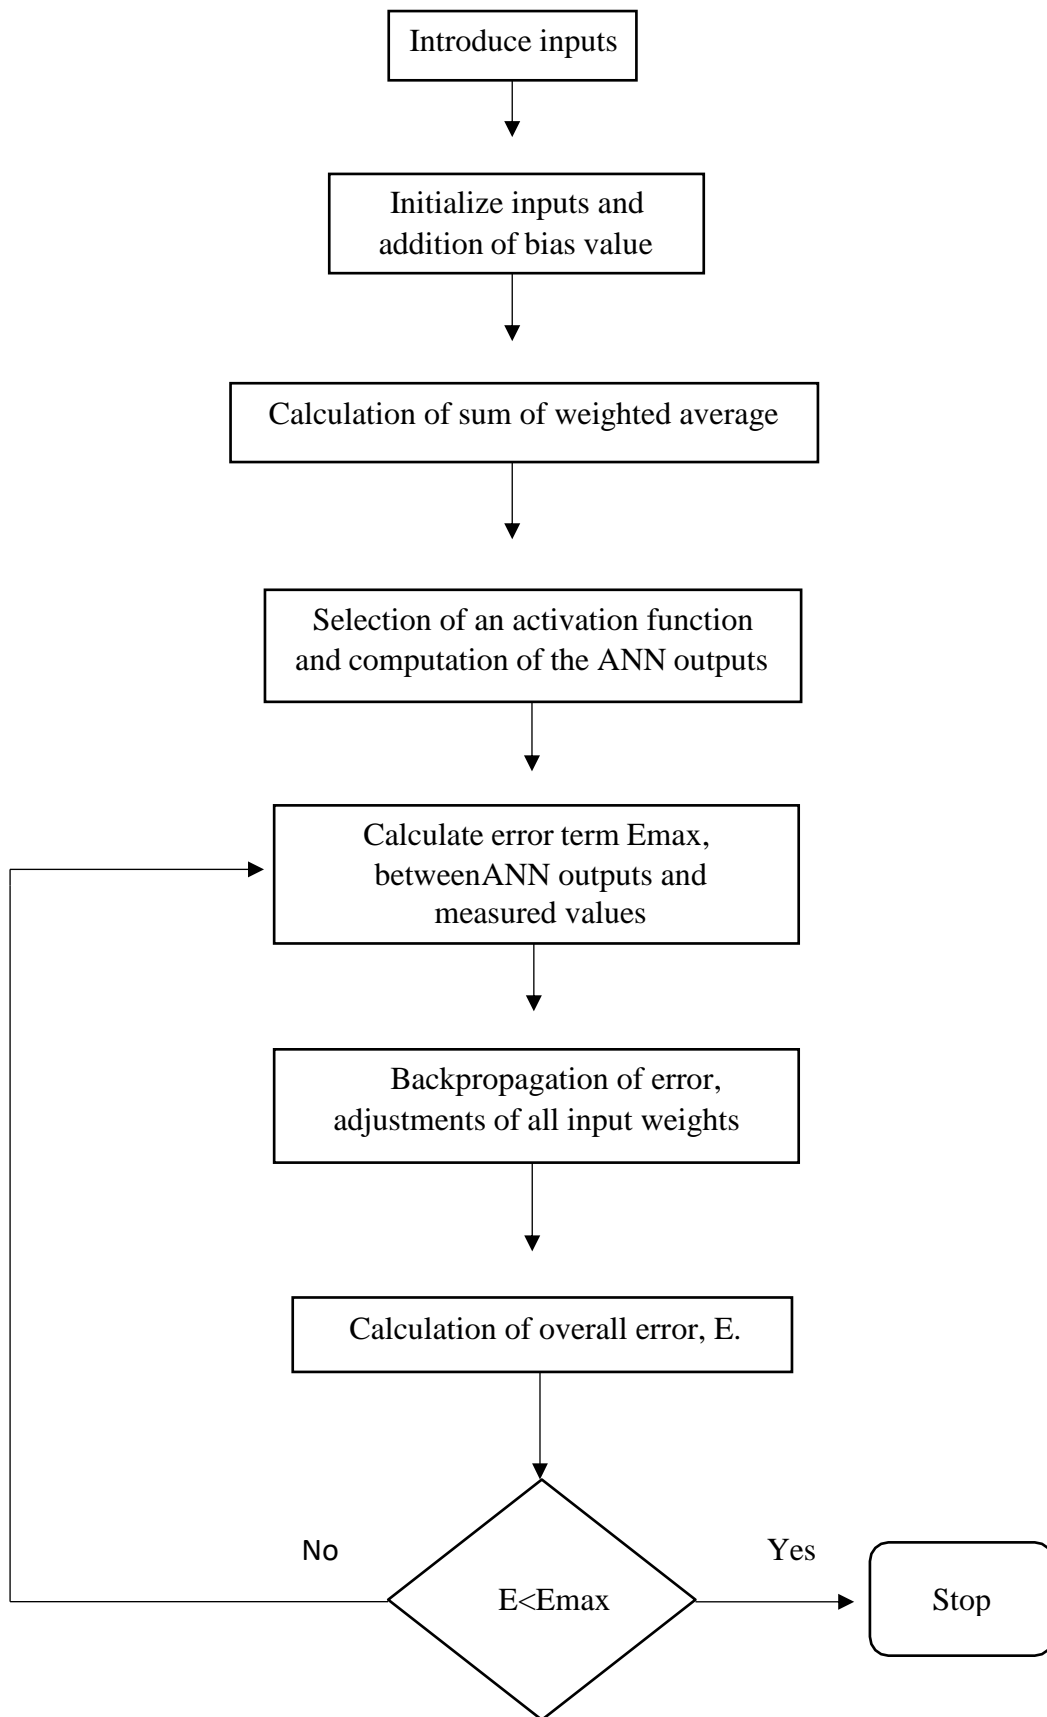 Introduce inputs
Initialize inputs and
addition of bias value
Calculation of sum of weighted average
Selection of an activation function
and computation of the ANN outputs
Calculate error term Emax,
betweenANN outputs and
measured values
Backpropagation of error,
adjustments of all input weights
Calculation of overall error, E.
No
Yes
E<Emax
Stop